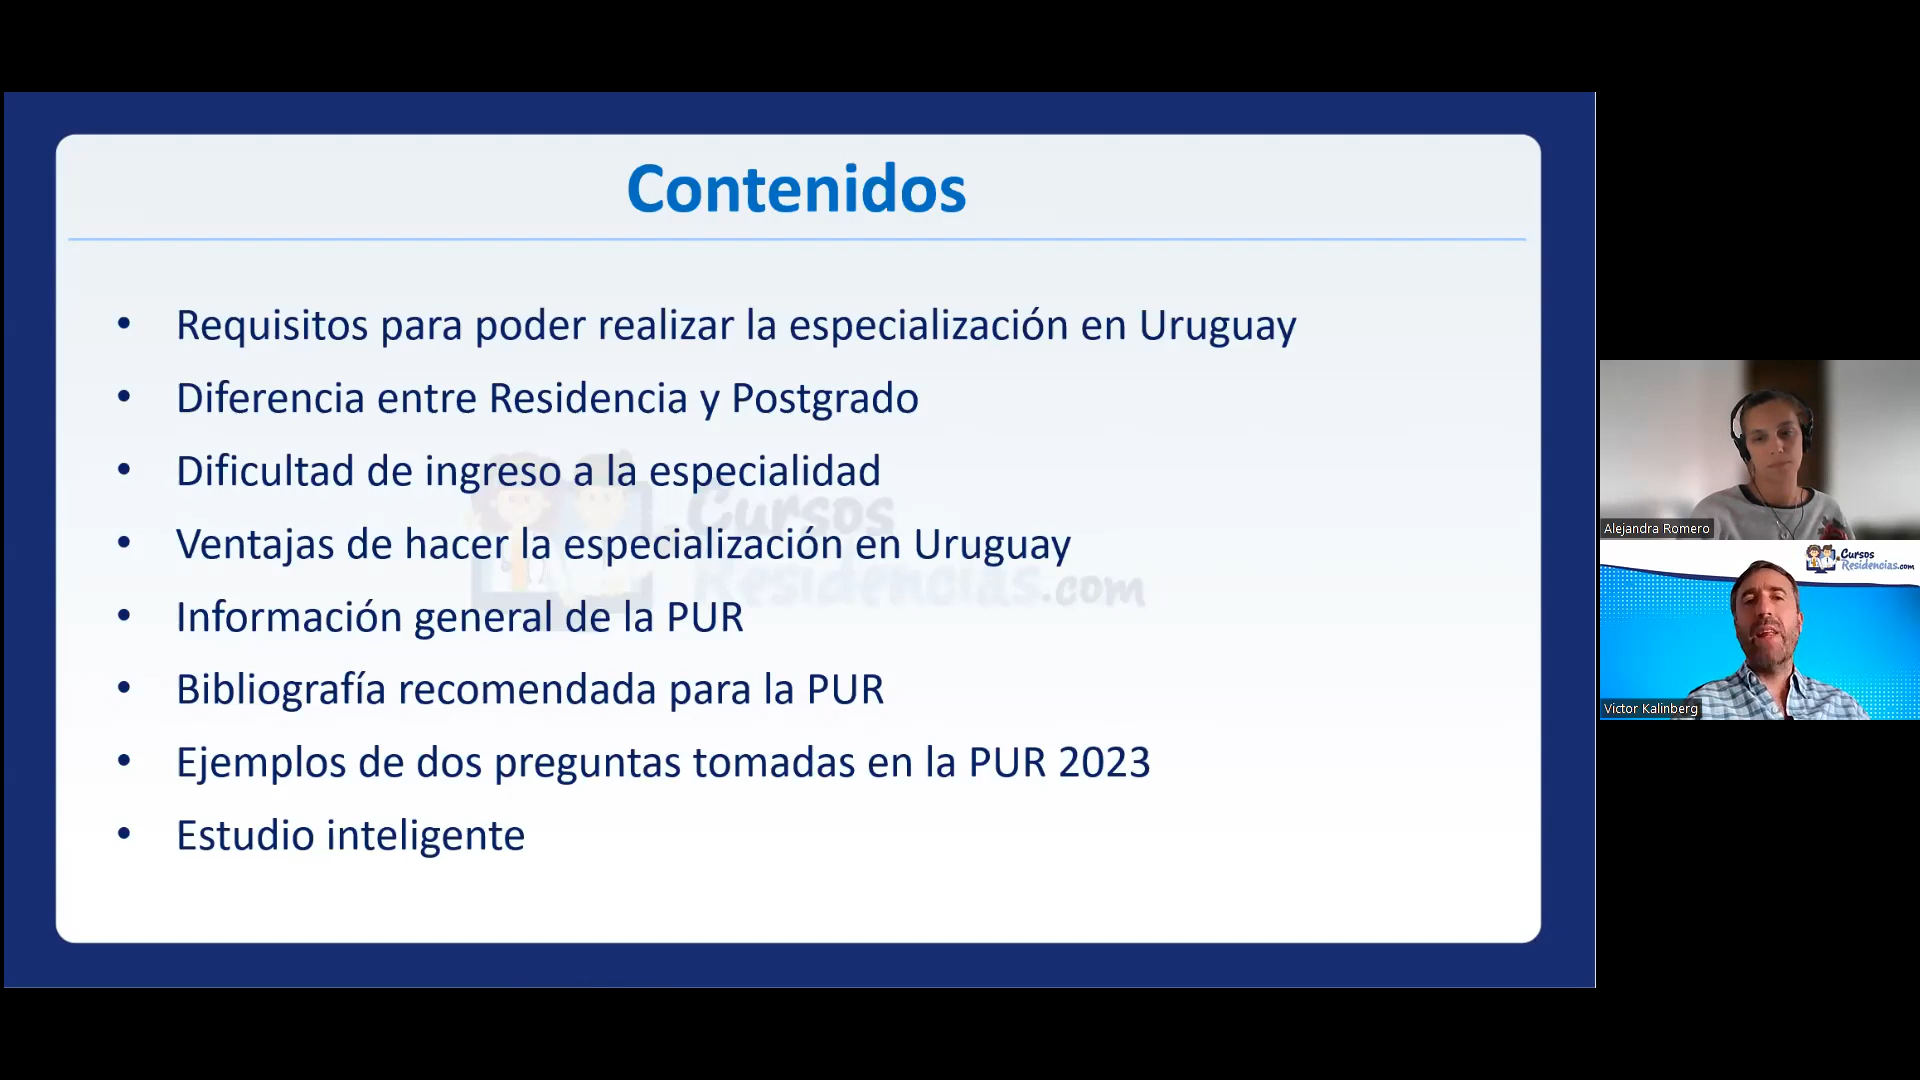 Contenidos
• Requisitos para poder realizar la especialización en Uruguay
• Diferencia entre Residencia y Postgrado
• Dificultad de ingreso a la especialidad
• Ventajas de hacer la especialización en Uruguay
• Información general de la PUR
• Bibliografía recomendada para la PUR
• Ejemplos de dos preguntas tomadas en la PUR 2023
• Estudio inteligente
Cursos
Residencias.com
Alejandra Romero
Cursos
Residencias.com
Victor Kalinberg